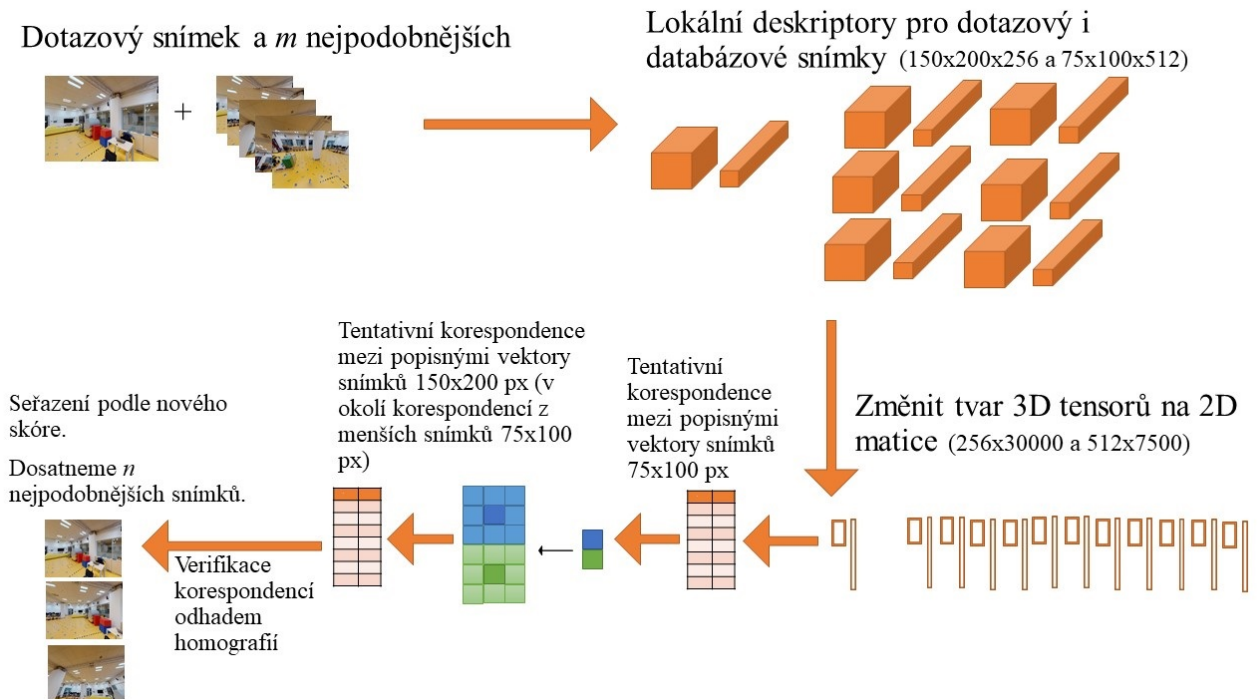 Dotazový snímek a m nejpodobnějších
+
Lokální deskriptory pro dotazový i
databázové snímky (150x200x256 a 75x100x512)
Změnit tvar 3D tensorů na 2D
matice (256x30000 a 512x7500)
Tentativní
korespondence
mezi popisnými
vektory snímků
75x100 px
Tentativní korespondence
mezi popisnými vektory
snímků 150x200 px (v
okolí korespondencí z
menších snímků 75x100
px)
Verifikace
korespondencí
odhadem
homografií
Seřazení podle nového
skóre.
Dosatneme n
nejpodobnějších snímků.